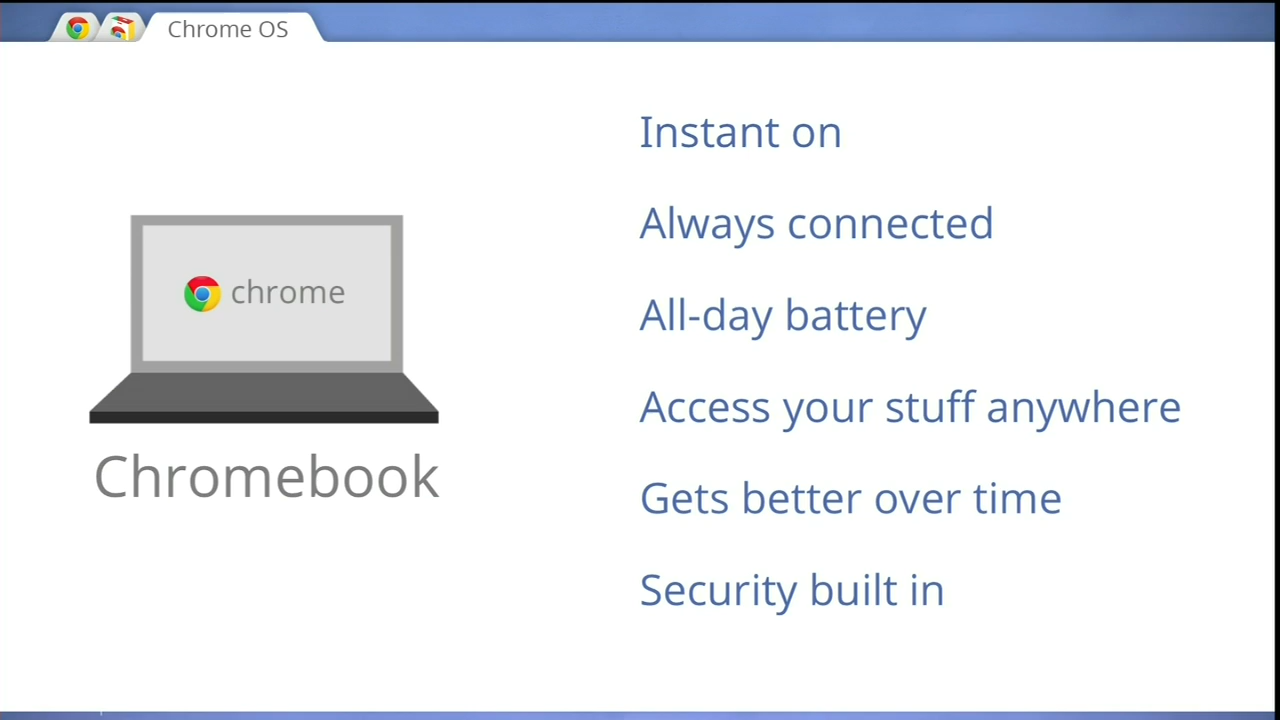 Chrome OS
Instant on
Always connected
All-day battery
Access your stuff anywhere
Gets better over time
Security built in
chrome
Chromebook